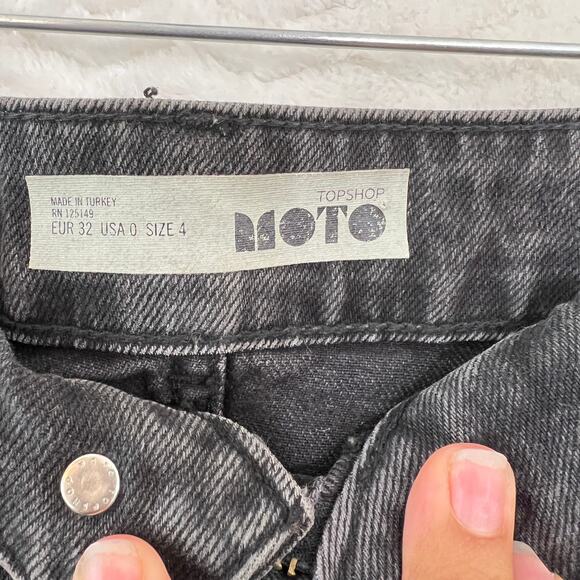 MADE IN TURKEY
RN 125149
EUR 32 USA 0 SIZE 4
TOPSHOP
MOTO